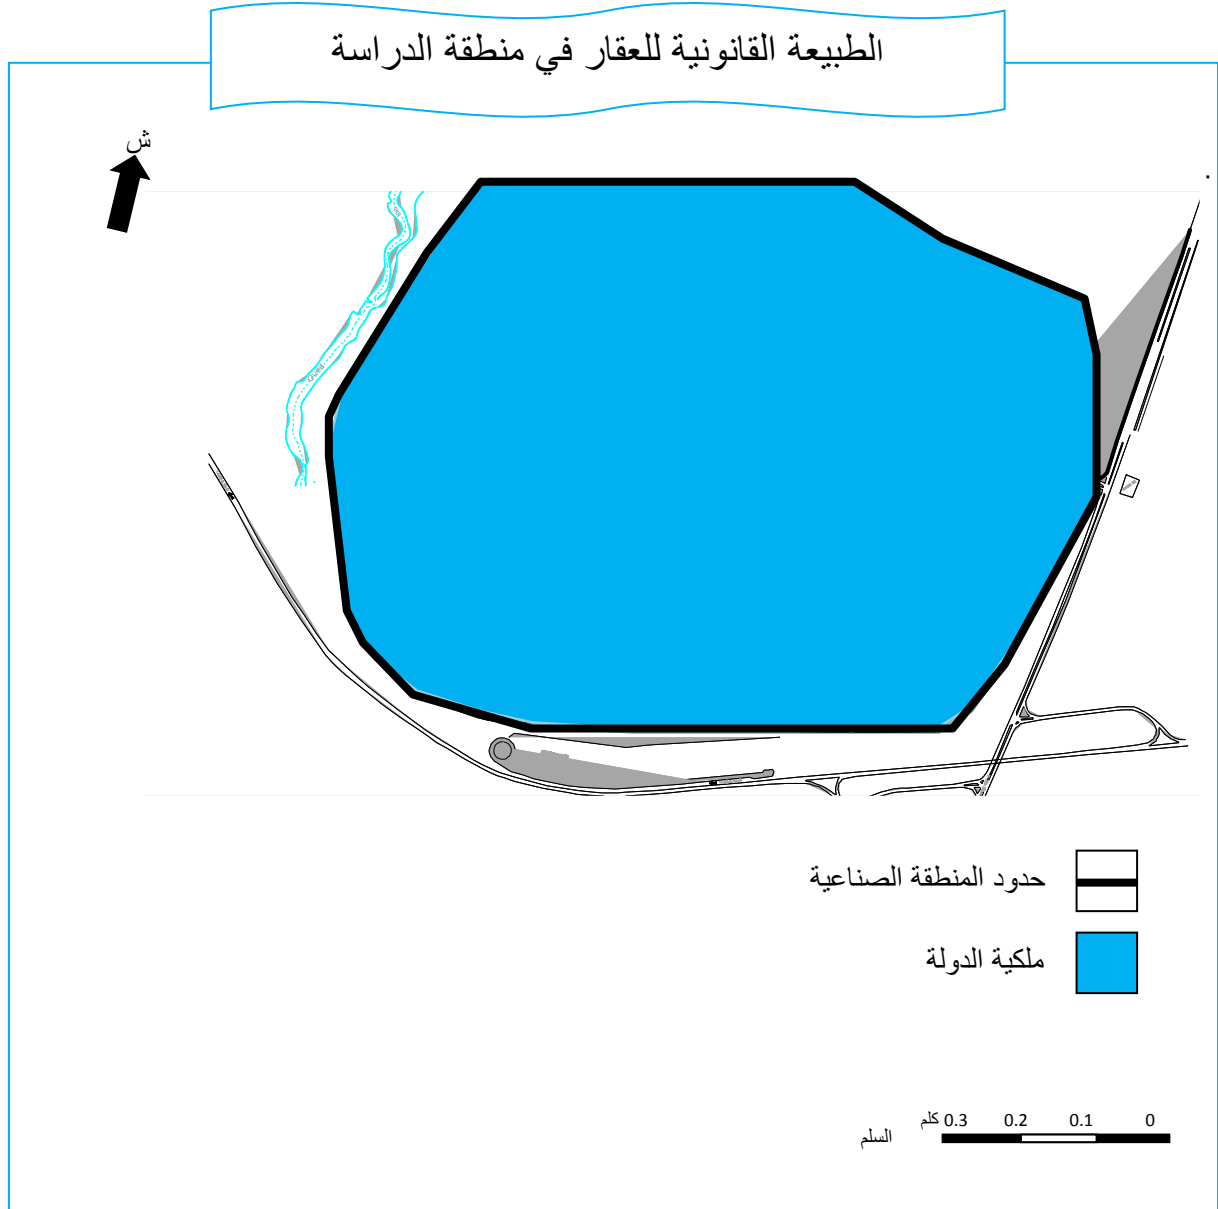 الطبيعة القانونية للعقار في منطقة الدراسة
ش
حدود المنطقة الصناعية
ملكية الدولة
كلم 0.3 0.2 0.1 0
السلم